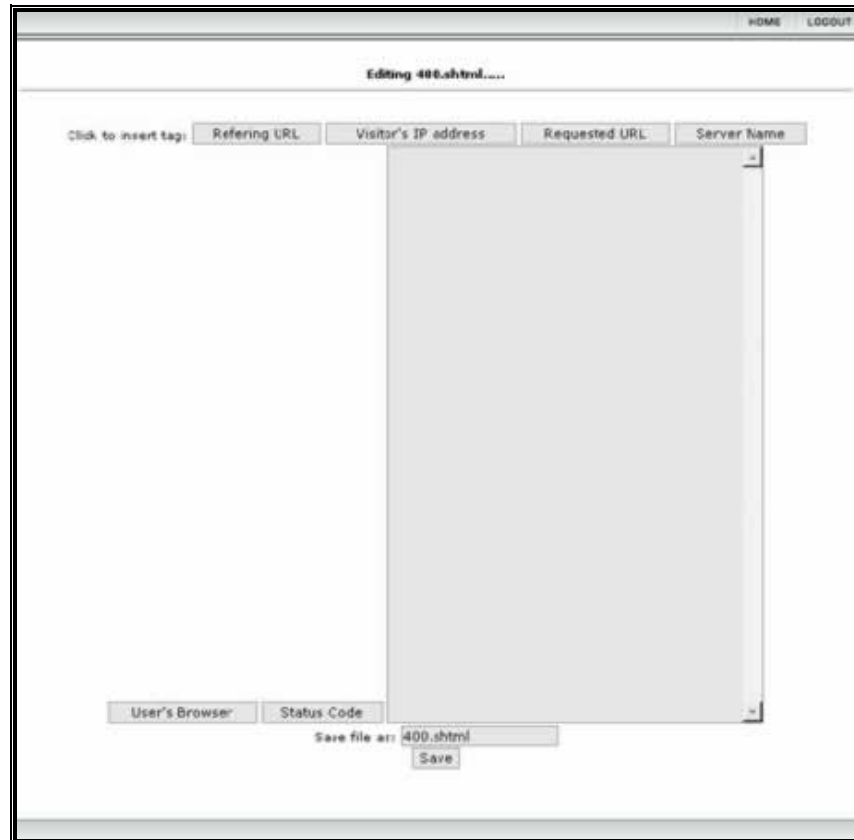 HOME LOGOUT
Editing 400.shtml.....
Click to insert tag: Refering URL Visitor's IP address Requested URL Server Name
User's Browser Status Code
Save file as: 400.shtml
Save